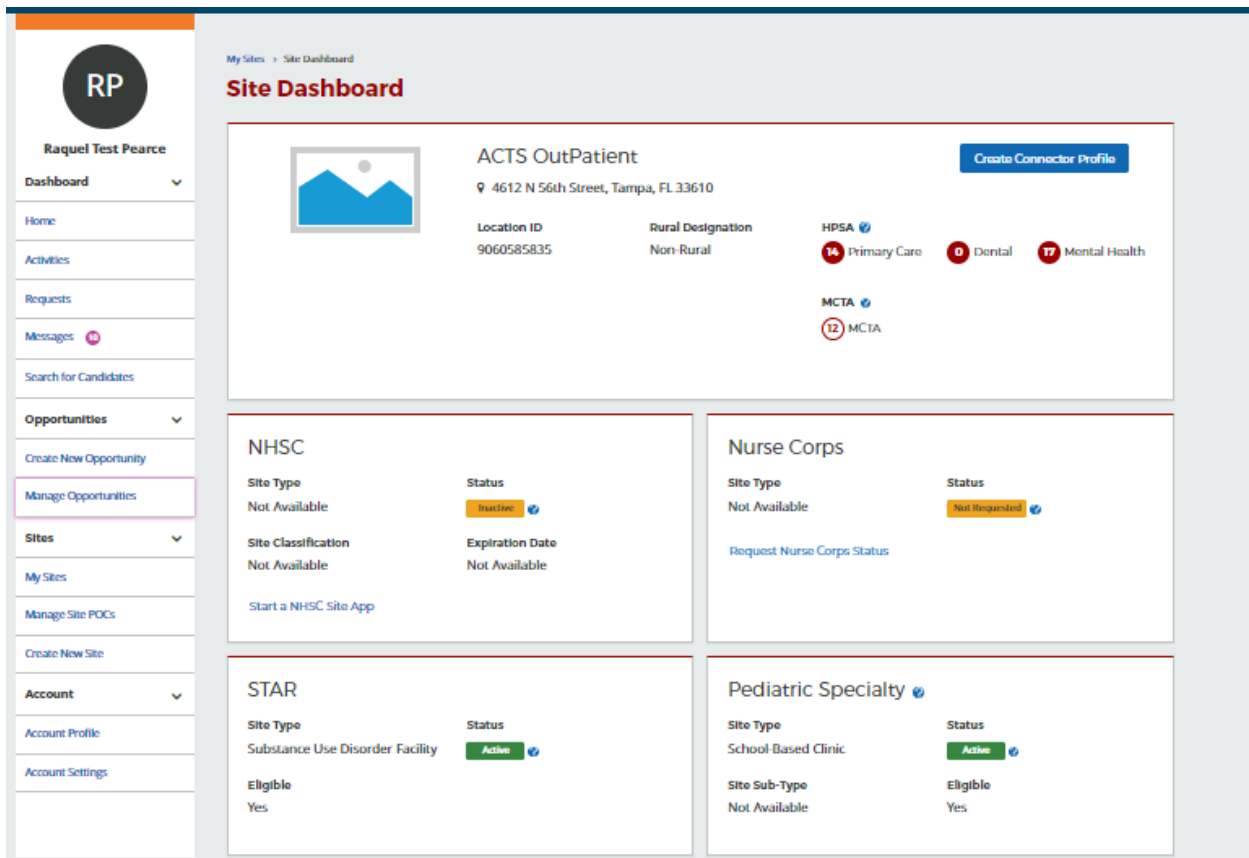 RP
Raquel Test Pearce
Dashboard
Home
Activities
Requests
Messages 10
Search for Candidates
Opportunities
Create New Opportunity
Manage Opportunities
Sites
My Sites
Manage Site POCs
Create New Site
Account
Account Profile
Account Settings
My Sites > Site Dashboard
Site Dashboard
ACTS OutPatient
Create Connector Profile
4612 N 56th Street, Tampa, FL 33610
Location ID Rural Designation HPSA ?
9060585835 Non-Rural 14 Primary Care 0 Dental 17 Mental Health
MCTA ?
12 MCTA
NHSC
Site Type Status
Not Available Inactive ?
Site Classification Expiration Date
Not Available Not Available
Start a NHSC Site App
Nurse Corps
Site Type Status
Not Available Not Requested ?
Request Nurse Corps Status
STAR
Site Type Status
Substance Use Disorder Facility Active ?
Eligible
Yes
Pediatric Specialty ?
Site Type Status
School-Based Clinic Active ?
Site Sub-Type Eligible
Not Available Yes